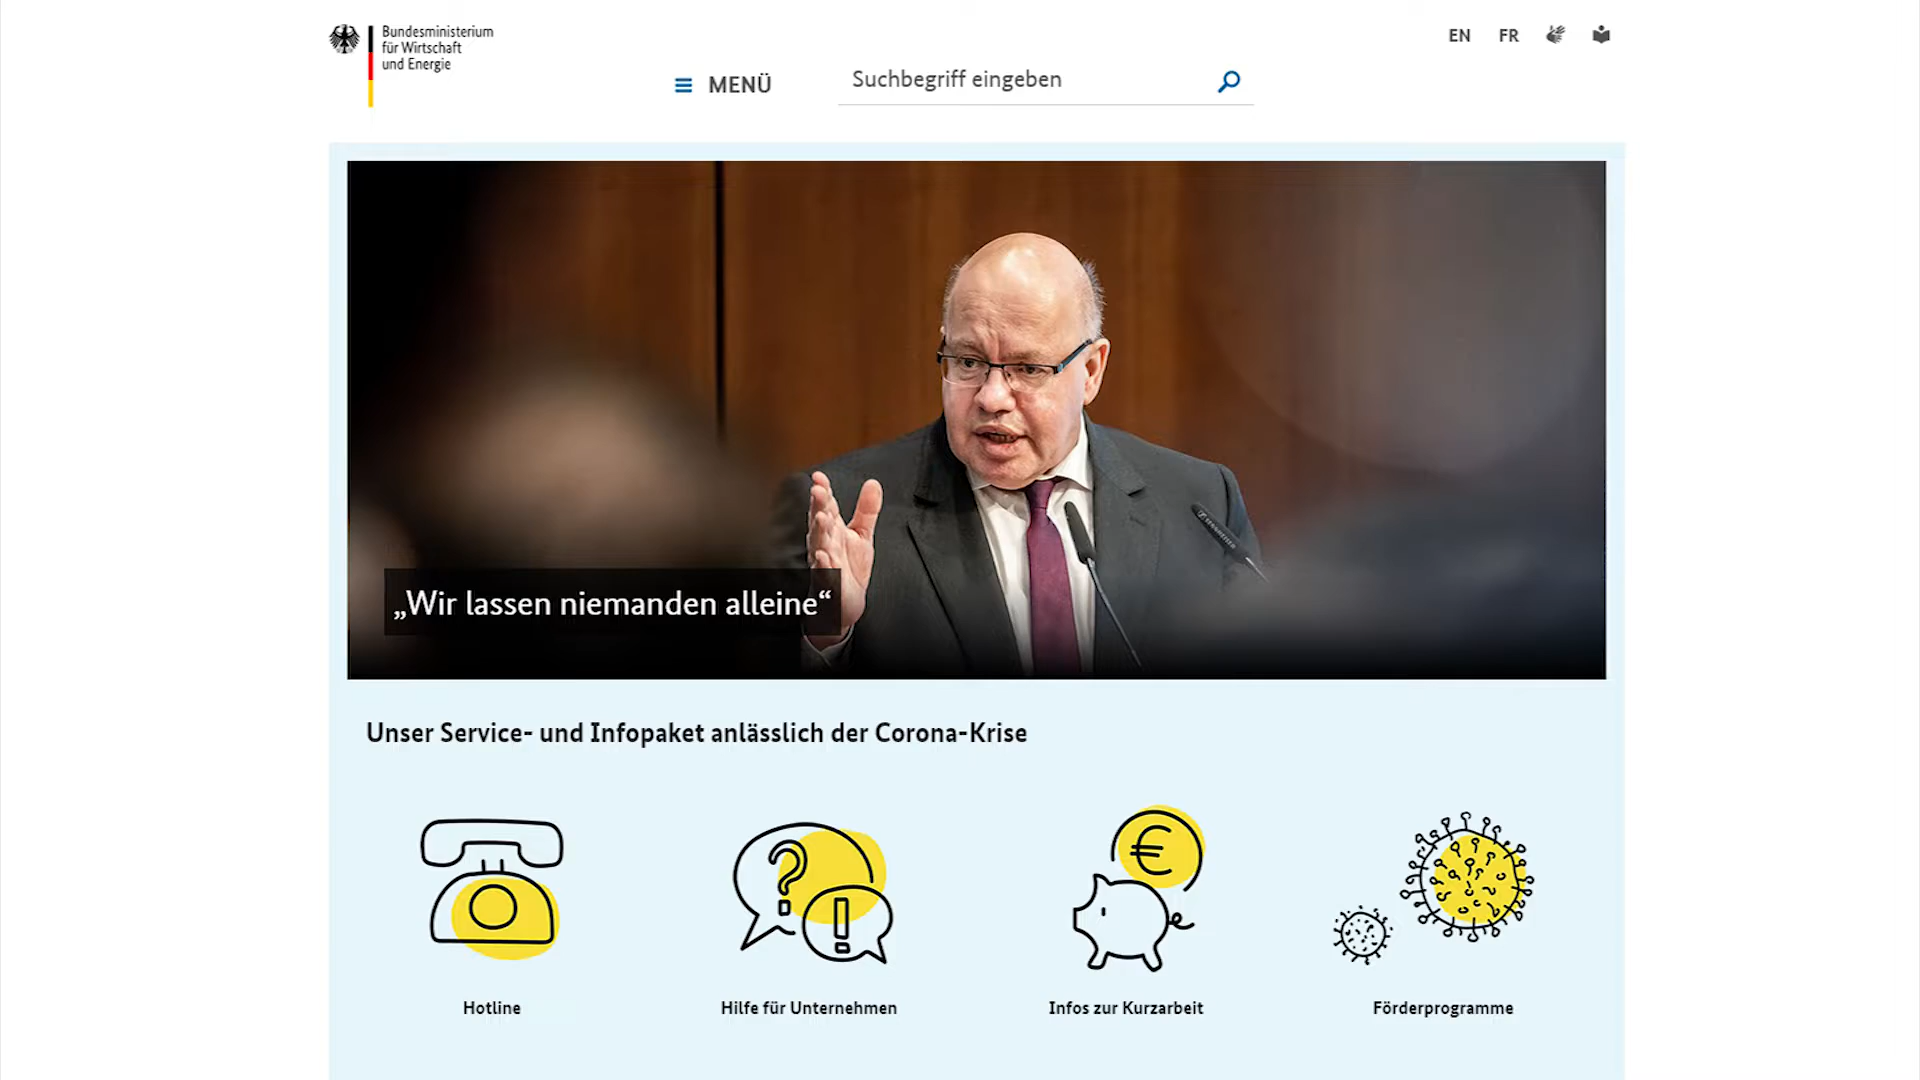 Bundesministerium
für Wirtschaft
und Energie
MENÜ
Suchbegriff eingeben
EN
FR
„Wir lassen niemanden alleine“
Unser Service- und Infopaket anlässlich der Corona-Krise
Hotline
Hilfe für Unternehmen
Infos zur Kurzarbeit
Förderprogramme